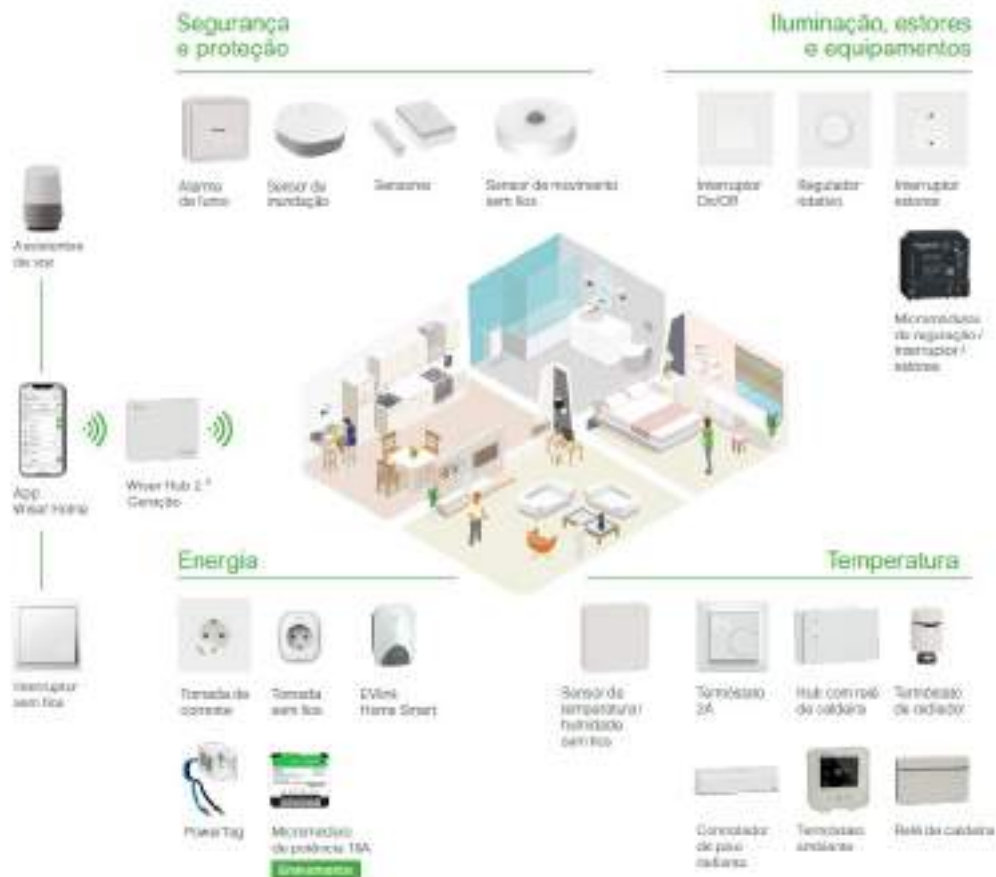 Segurança
e proteção
Iluminação, estores
e equipamentos
Alarme
de fumo
Sensor de
inundação
Sensores
Sensor de movimento
sem fios
Interruptor
On/Off
Regulador
rotativo
Interruptor
estores
Assistentes
de voz
Micromódulos
de regulação /
interruptor /
estores
App
Wiser Home
Wiser Hub 2.ª
Geração
Energia
Temperatura
Interruptor
sem fios
Tomada de
corrente
Tomada
sem fios
EVlink
Home Smart
Sensor de
temperatura /
humidade
sem fios
Termóstato
2A
Hub com relé
de caldeira
Termóstato
de radiador
PowerTag
Micromódulo
de potência 16A
Brevemente
Controlador
de piso
radiante
Termóstato
ambiente
Relé de caldeira